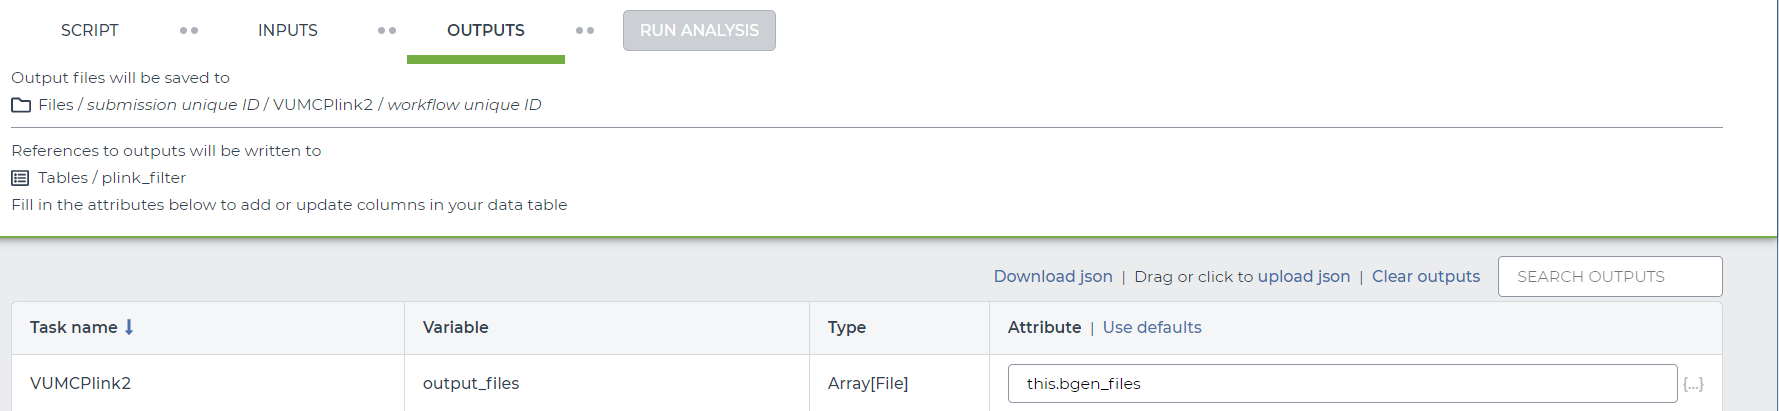 SCRIPT INPUTS OUTPUTS RUN ANALYSIS
Output files will be saved to
Files / submission unique ID / VUMCPlink2 / workflow unique ID
References to outputs will be written to
Tables / plink_filter
Fill in the attributes below to add or update columns in your data table
Download json | Drag or click to upload json | Clear outputs SEARCH OUTPUTS
Task name Variable Type Attribute | Use defaults
VUMCPlink2 output_files Array[File] this.bgen_files {...}